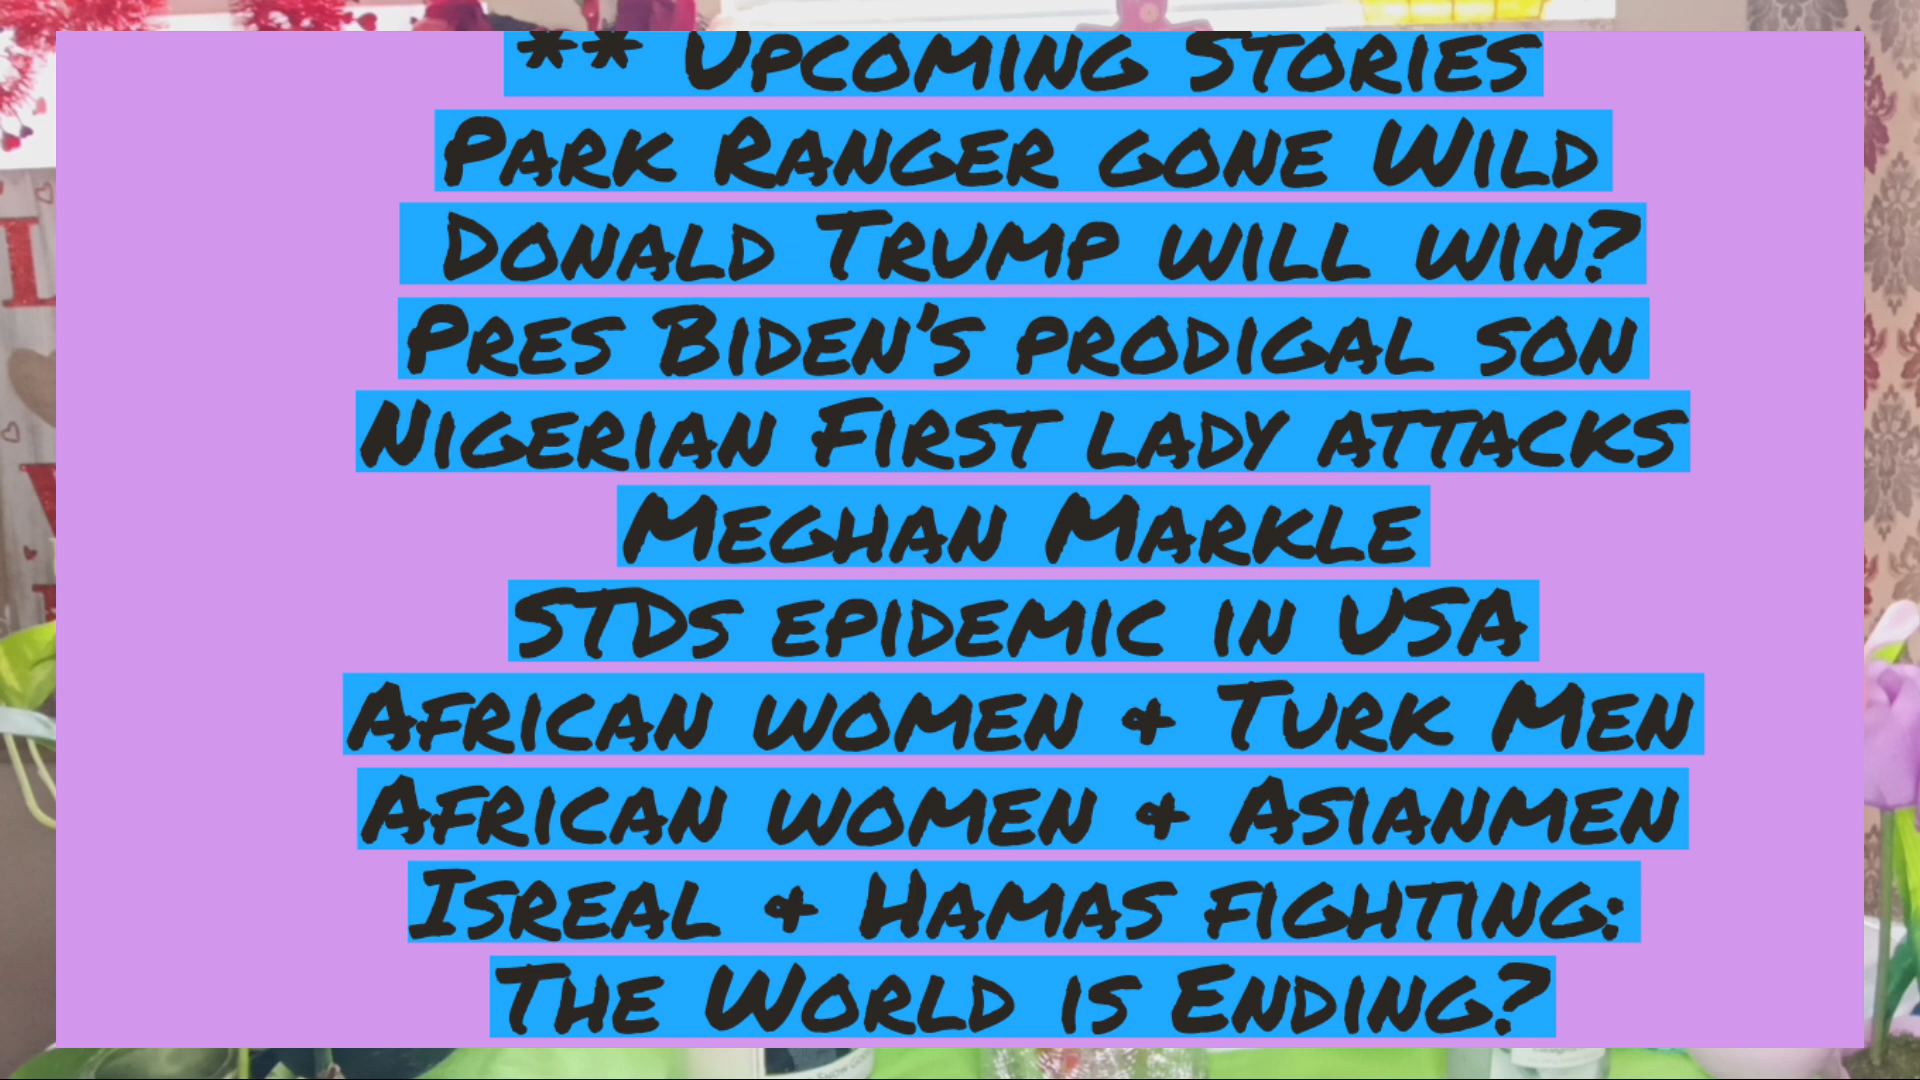 ** Upcoming Stories
Park Ranger gone Wild
Donald Trump will win?
Pres Biden's prodigal son
Nigerian First lady attacks
Meghan Markle
STDs epidemic in USA
African women & Turk Men
African women & Asianmen
Isreal & Hamas fighting:
The World is Ending?